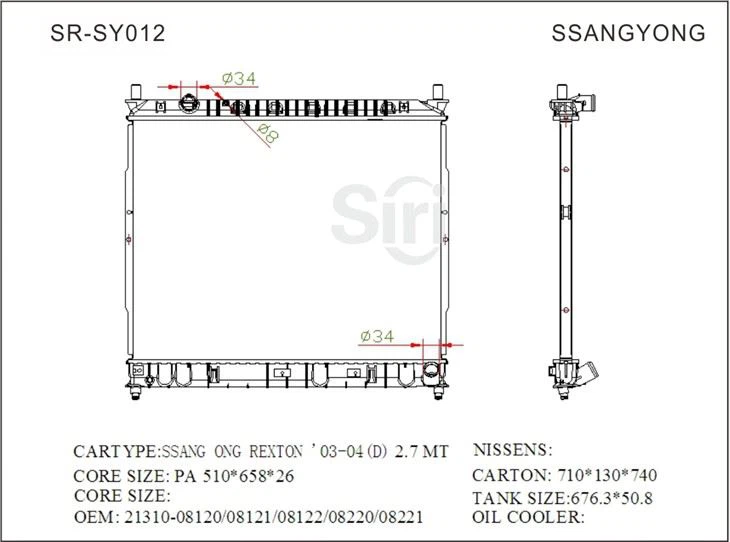 SR-SY012
SSANGYONG
Ø34
Ø8
Siri
Ø34
CARTYPE:SSANG ONG REXTON '03-04(D) 2.7 MT
NISSENS:
CORE SIZE: PA 510*658*26
CARTON: 710*130*740
CORE SIZE:
TANK SIZE:676.3*50.8
OEM: 21310-08120/08121/08122/08220/08221
OIL COOLER: